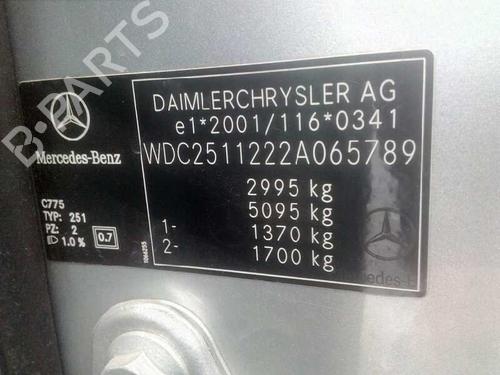 B-PARTS
DAIMLERCHRYSLER AG
e1*2001/116*0341
Mercedes-Benz
WDC2511222A065789
2995 kg
5095 kg
1- 1370 kg
2- 1700 kg
C775
TYP: 251
PZ: 2
1.0 %
0.7
1066255